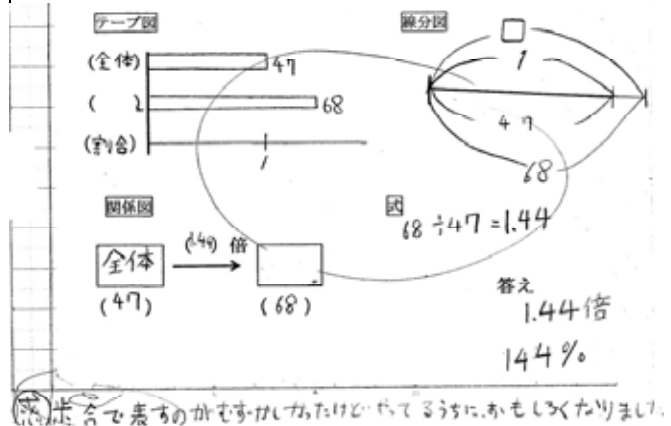 テープ図
(全体) 47
( ) 68
(割合) 1
線分図
□
1
47
68
関係図
全体 (1.44) 倍
(47) (68)
式
68÷47=1.44
答え
1.44倍
144%
感 歩合で表すのがむずかしかったけど、やってるうちに、おもしろくなりました。